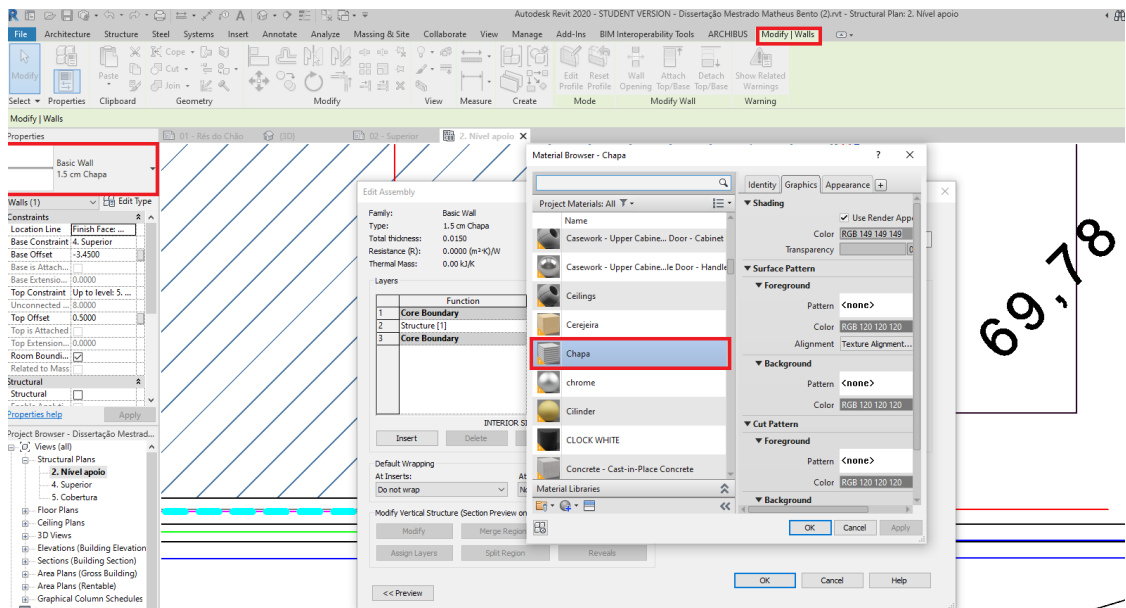 Autodesk Revit 2020 - STUDENT VERSION - Dissertação Mestrado Matheus Bento (2).rvt - Structural Plan: 2. Nível apoio
File Architecture Structure Steel Systems Insert Annotate Analyze Massing & Site Collaborate View Manage Add-Ins BIM Interoperability Tools ARCHIBUS Modify | Walls
Modify Paste Cope Cut Join Edit Profile Reset Profile Wall Opening Attach Top/Base Detach Top/Base Show Related Warnings
Select Properties Clipboard Geometry Modify View Measure Create Mode Modify Wall Warning
Modify | Walls
Properties
01 - Rés do Chão {3D} 02 - Superior 2. Nível apoio X
Basic Wall
1.5 cm Chapa
Walls (1) Edit Type
Constraints
Location Line Finish Face: ...
Base Constraint 4. Superior
Base Offset -3.4500
Base is Attach...
Base Extensio... 0.0000
Top Constraint Up to level: 5. ...
Unconnected ... 8.0000
Top Offset 0.5000
Top is Attached
Top Extension... 0.0000
Room Boundi...
Related to Mass
Structural
Structural
Properties help Apply
Project Browser - Dissertação Mestrad...
Views (all)
Structural Plans
2. Nível apoio
4. Superior
5. Cobertura
Floor Plans
Ceiling Plans
3D Views
Elevations (Building Elevation
Sections (Building Section)
Area Plans (Gross Building)
Area Plans (Rentable)
Graphical Column Schedules
Edit Assembly
Family: Basic Wall
Type: 1.5 cm Chapa
Total thickness: 0.0150
Resistance (R): 0.0000 (m²·K)/W
Thermal Mass: 0.00 kJ/K
Layers
Function
1 Core Boundary
2 Structure [1]
3 Core Boundary
INTERIOR SI
Insert Delete
Default Wrapping
At Inserts: At
Do not wrap No
Modify Vertical Structure (Section Preview on
Modify Merge Region
Assign Layers Split Region Reveals
<< Preview
OK Cancel Help
Material Browser - Chapa ? X
Project Materials: All
Name
Casework - Upper Cabine... Door - Cabinet
Casework - Upper Cabine...le Door - Handle
Ceilings
Cerejeira
Chapa
chrome
Cilinder
CLOCK WHITE
Concrete - Cast-in-Place Concrete
Material Libraries
Identity Graphics Appearance +
Shading
Use Render Appe
Color RGB 149 149 149
Transparency 0
Surface Pattern
Foreground
Pattern <none>
Color RGB 120 120 120
Alignment Texture Alignment...
Background
Pattern <none>
Color RGB 120 120 120
Cut Pattern
Foreground
Pattern <none>
Color RGB 120 120 120
Background
OK Cancel Apply
69,78